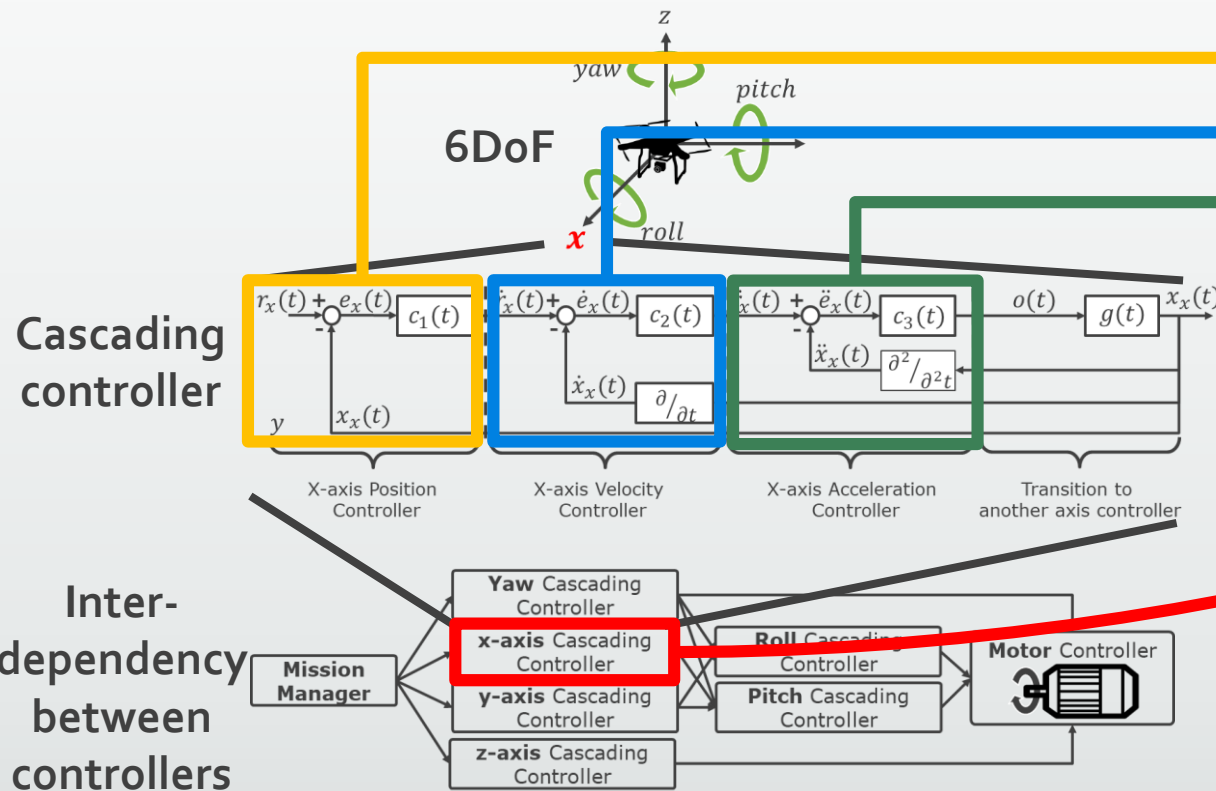 z
yaw
pitch
6DoF
x
roll
r_x(t) + e_x(t) c_1(t) ṙ_x(t) + ė_x(t) c_2(t) ẋ_x(t) + ë_x(t) c_3(t) o(t) g(t) x_x(t)
- - -
Cascading
controller
ẍ_x(t) ∂²/∂²t
ẋ_x(t) ∂/∂t
x_x(t)
y
X-axis Position
Controller
X-axis Velocity
Controller
X-axis Acceleration
Controller
Transition to
another axis controller
Inter-
dependency
between
controllers
Mission
Manager
Yaw Cascading
Controller
x-axis Cascading
Controller
y-axis Cascading
Controller
z-axis Cascading
Controller
Roll Cascading
Controller
Pitch Cascading
Controller
Motor Controller